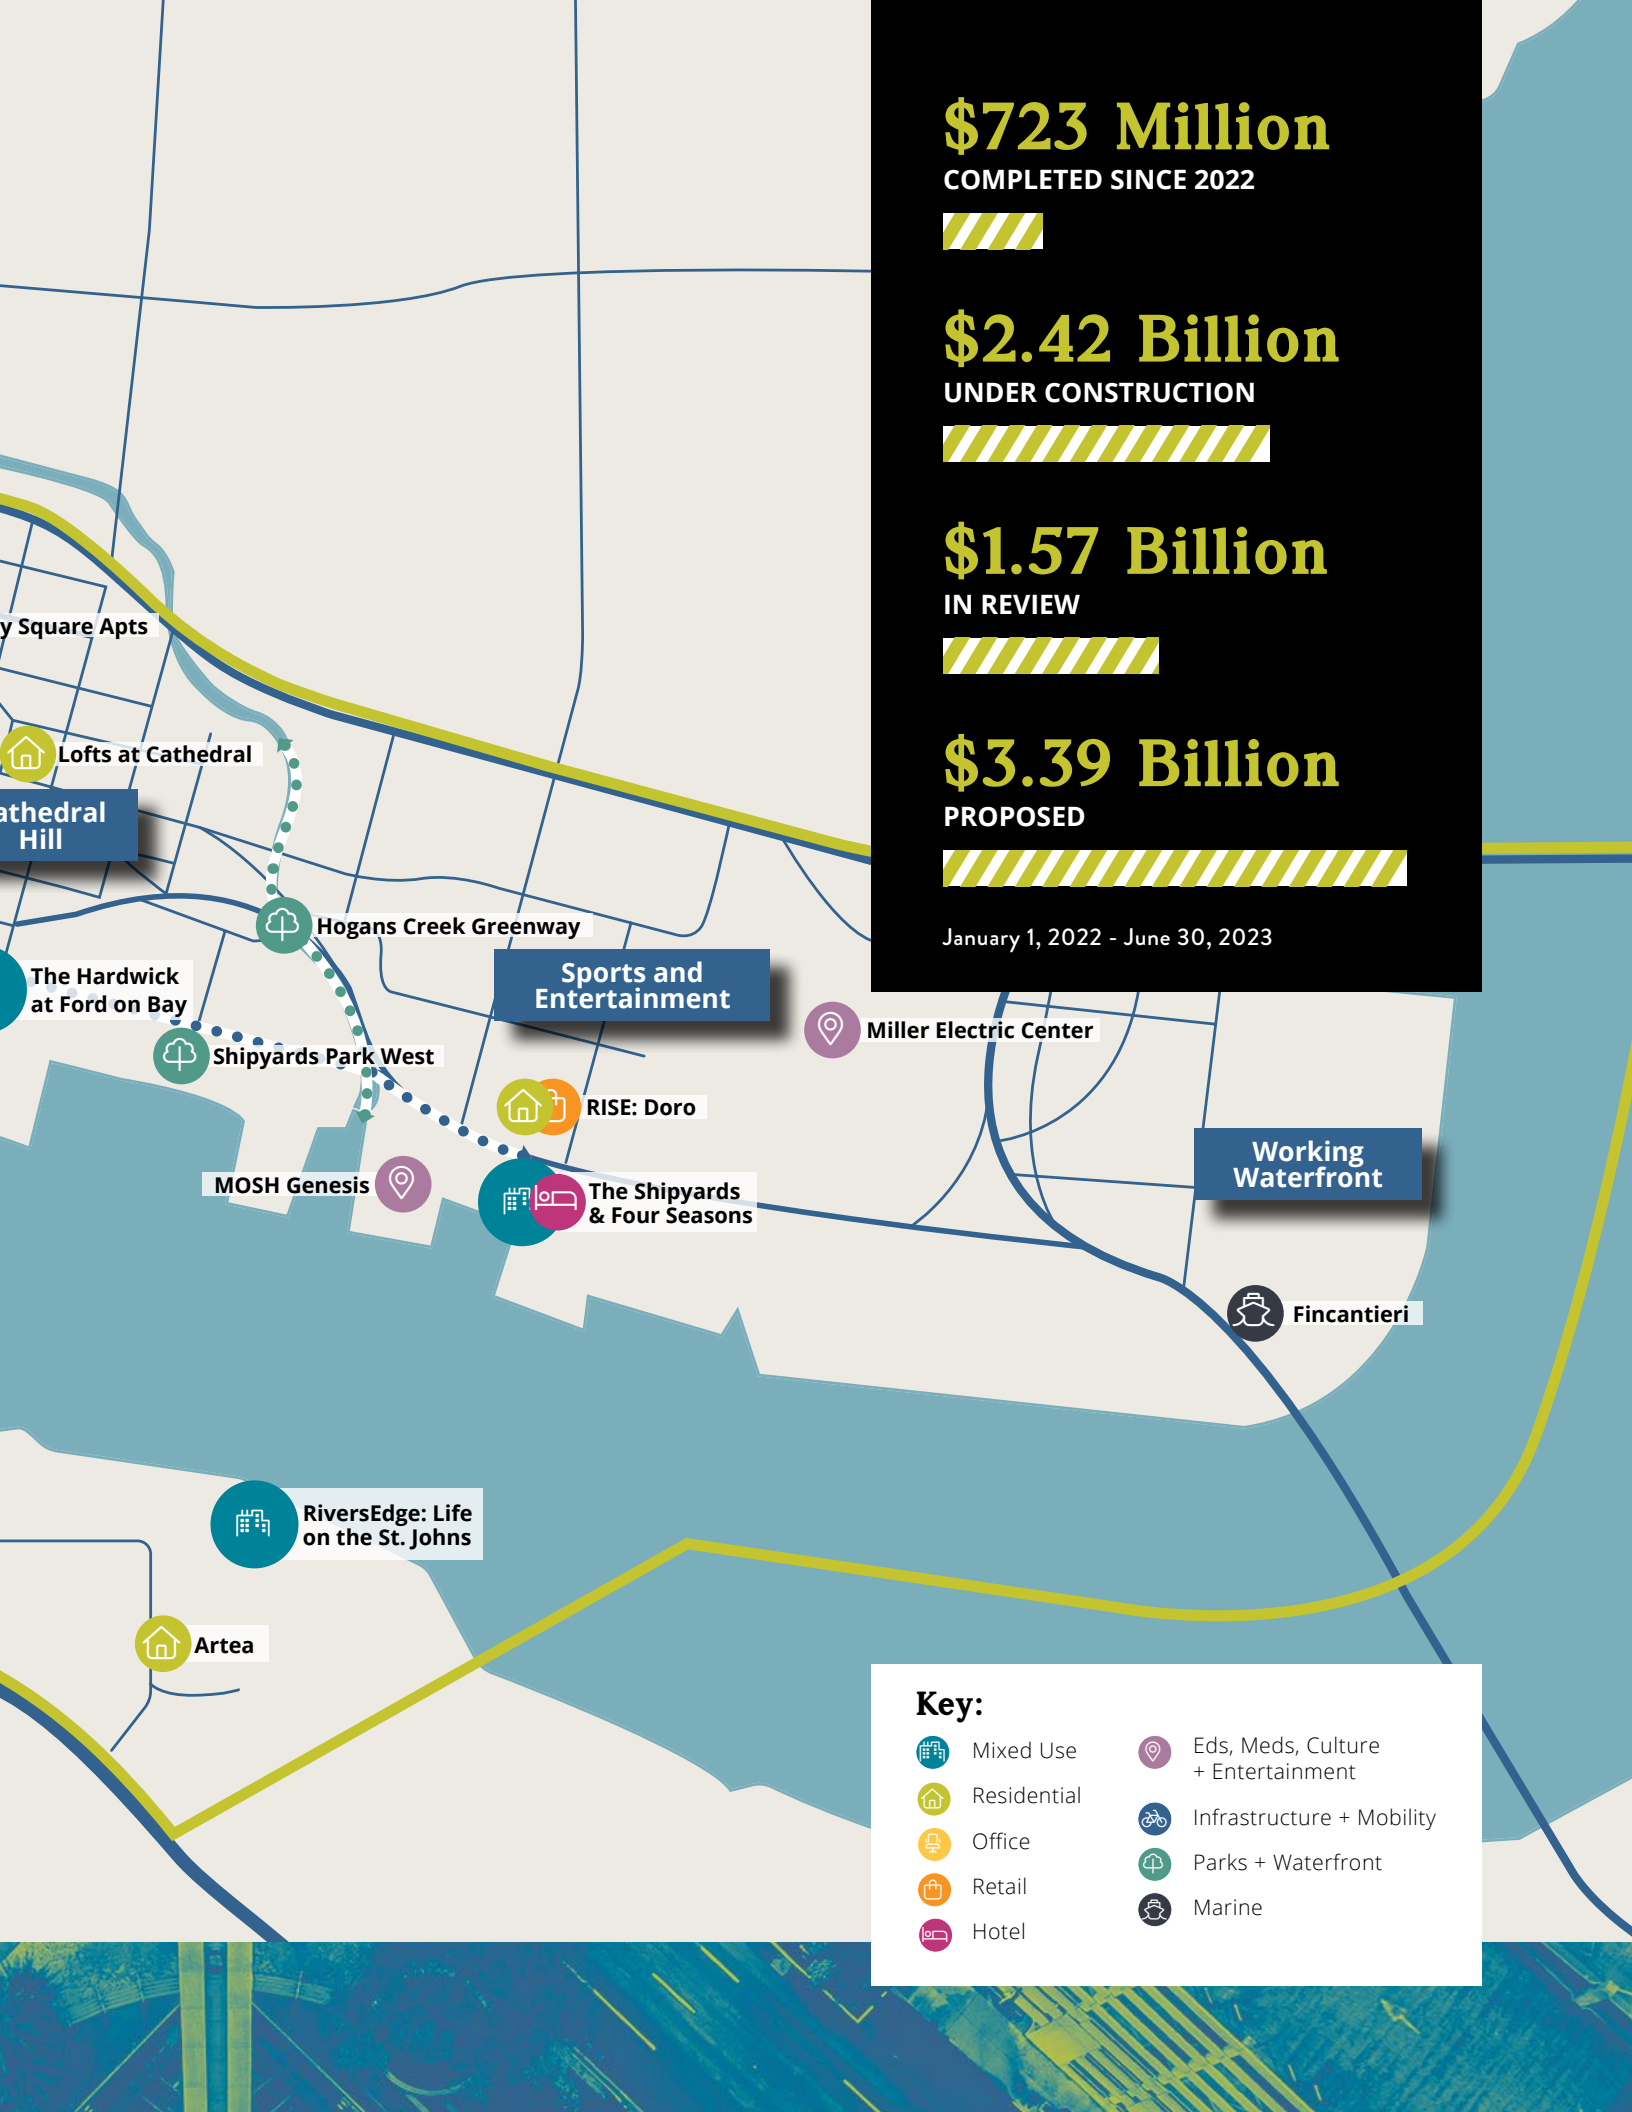 $723 Million
COMPLETED SINCE 2022
$2.42 Billion
UNDER CONSTRUCTION
$1.57 Billion
IN REVIEW
$3.39 Billion
PROPOSED
January 1, 2022 - June 30, 2023
y Square Apts
Lofts at Cathedral
athedral
Hill
Hogans Creek Greenway
The Hardwick
at Ford on Bay
Sports and
Entertainment
Miller Electric Center
Shipyards Park West
RISE: Doro
MOSH Genesis
The Shipyards
& Four Seasons
Working
Waterfront
Fincantieri
RiversEdge: Life
on the St. Johns
Artea
Key:
Mixed Use
Residential
Office
Retail
Hotel
Eds, Meds, Culture
+ Entertainment
Infrastructure + Mobility
Parks + Waterfront
Marine